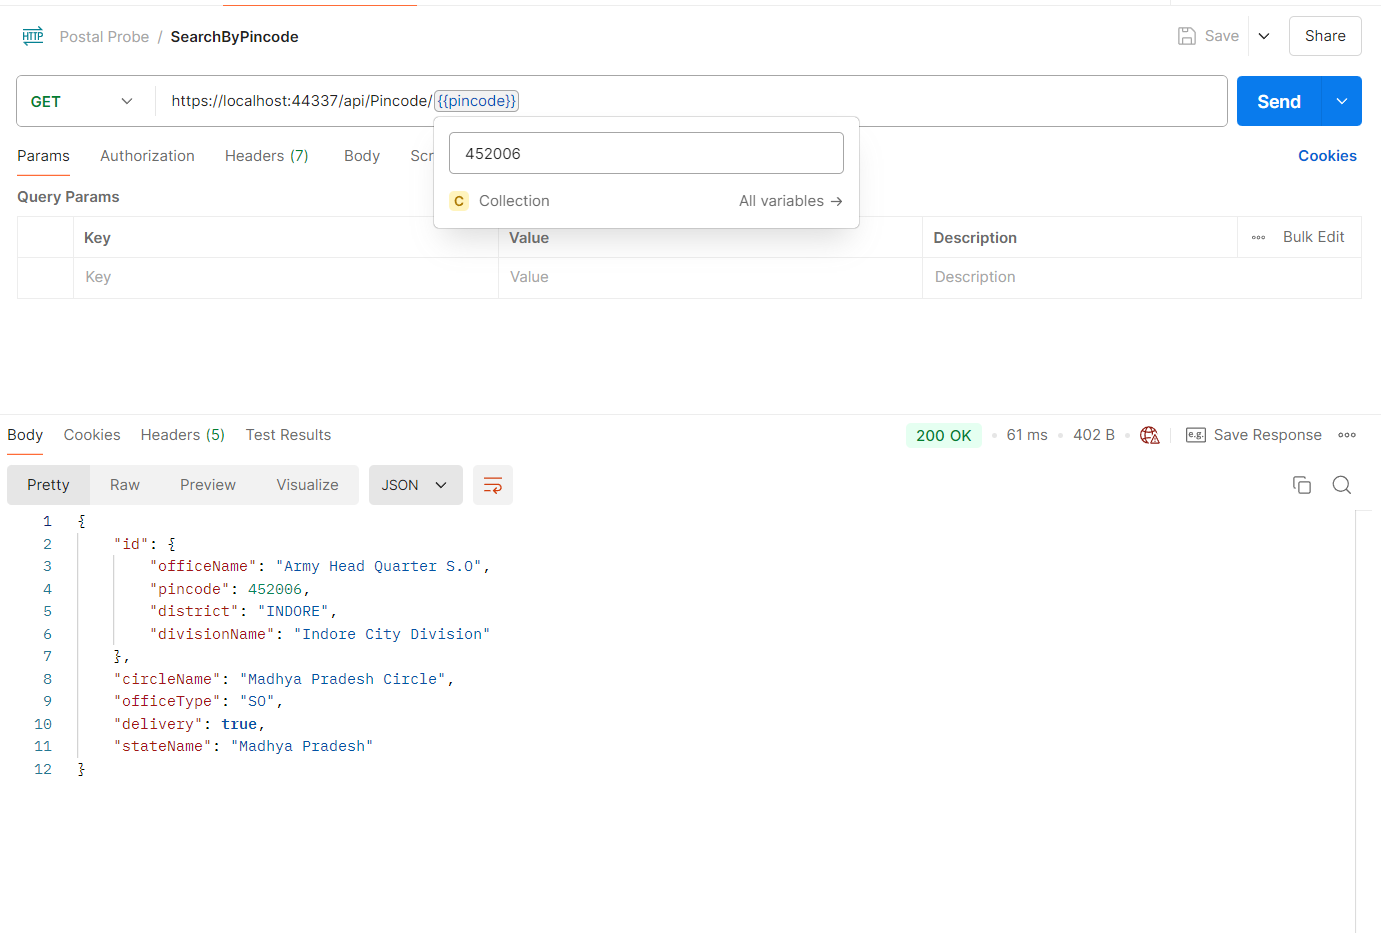 HTTP Postal Probe / SearchByPincode Save Share
GET https://localhost:44337/api/Pincode/{{pincode}} Send
Params Authorization Headers (7) Body Scr Cookies
452006
C Collection All variables →
Query Params
Key Value Description Bulk Edit
Key Value Description
Body Cookies Headers (5) Test Results 200 OK 61 ms 402 B e.g. Save Response
Pretty Raw Preview Visualize JSON
1 {
2 "id": {
3 "officeName": "Army Head Quarter S.O",
4 "pincode": 452006,
5 "district": "INDORE",
6 "divisionName": "Indore City Division"
7 },
8 "circleName": "Madhya Pradesh Circle",
9 "officeType": "SO",
10 "delivery": true,
11 "stateName": "Madhya Pradesh"
12 }